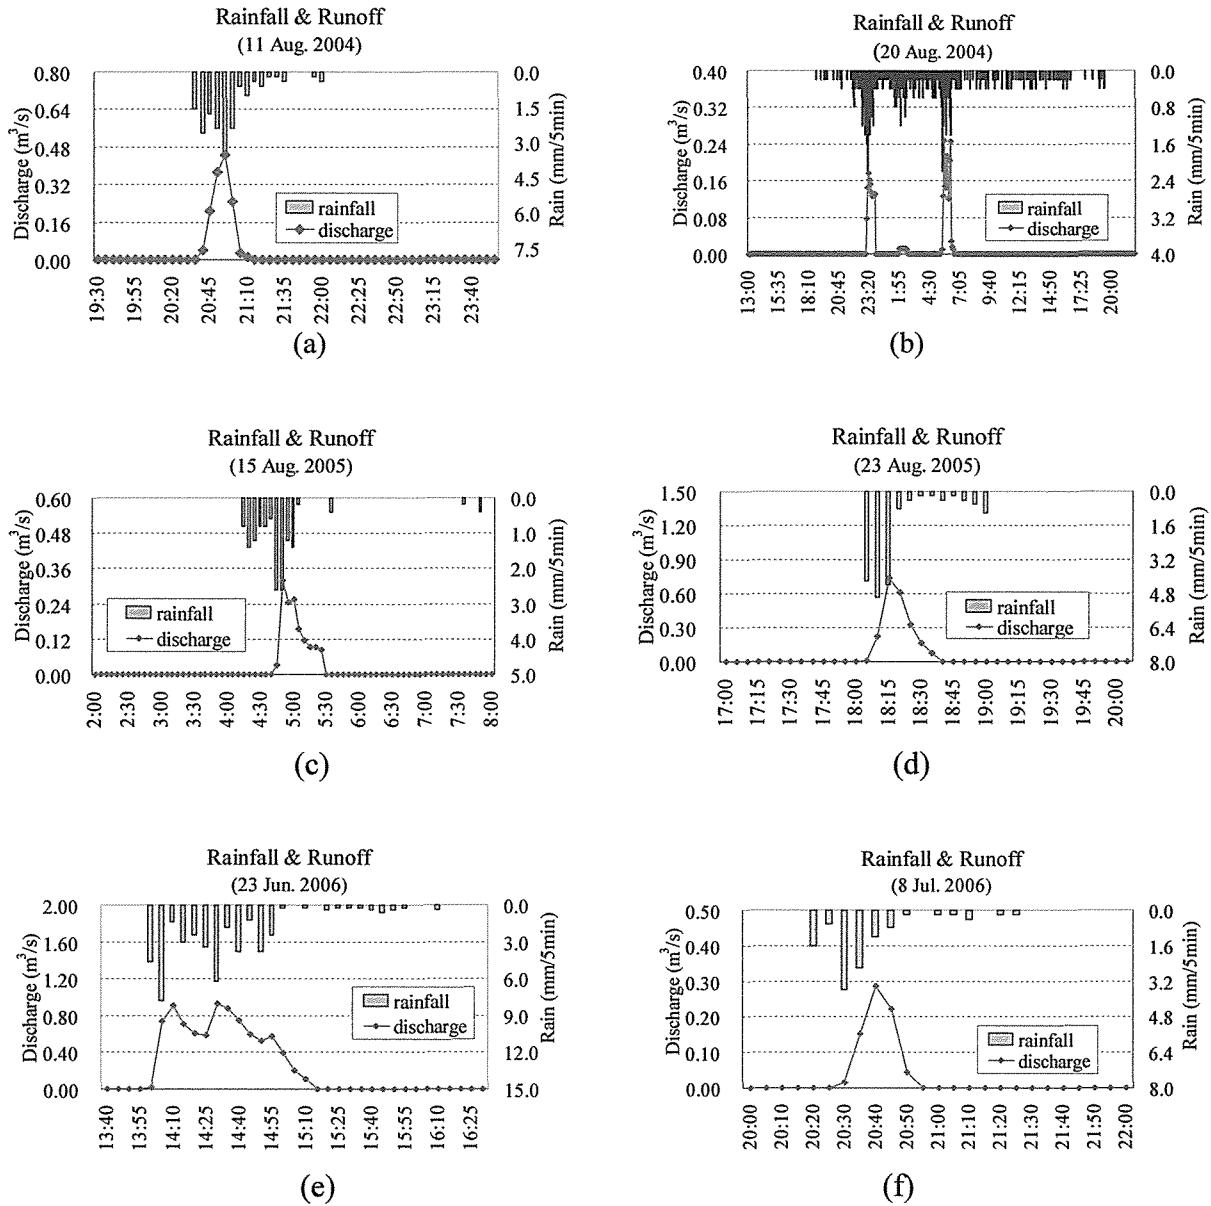 Rainfall & Runoff
(11 Aug. 2004)
Discharge (m³/s)
0.80
0.64
0.48
0.32
0.16
0.00
0.0
1.5
3.0
4.5
6.0
7.5
Rain (mm/5min)
rainfall
discharge
19:30 19:55 20:20 20:45 21:10 21:35 22:00 22:25 22:50 23:15 23:40
(a)
Rainfall & Runoff
(20 Aug. 2004)
Discharge (m³/s)
0.40
0.32
0.24
0.16
0.08
0.00
0.0
0.8
1.6
2.4
3.2
4.0
Rain (mm/5min)
rainfall
discharge
13:00 15:35 18:10 20:45 23:20 1:55 4:30 7:05 9:40 12:15 14:50 17:25 20:00
(b)
Rainfall & Runoff
(15 Aug. 2005)
Discharge (m³/s)
0.60
0.48
0.36
0.24
0.12
0.00
0.0
1.0
2.0
3.0
4.0
5.0
Rain (mm/5min)
rainfall
discharge
2:00 2:30 3:00 3:30 4:00 4:30 5:00 5:30 6:00 6:30 7:00 7:30 8:00
(c)
Rainfall & Runoff
(23 Aug. 2005)
Discharge (m³/s)
1.50
1.20
0.90
0.60
0.30
0.00
0.0
1.6
3.2
4.8
6.4
8.0
Rain (mm/5min)
rainfall
discharge
17:00 17:15 17:30 17:45 18:00 18:15 18:30 18:45 19:00 19:15 19:30 19:45 20:00
(d)
Rainfall & Runoff
(23 Jun. 2006)
Discharge (m³/s)
2.00
1.60
1.20
0.80
0.40
0.00
0.0
3.0
6.0
9.0
12.0
15.0
Rain (mm/5min)
rainfall
discharge
13:40 13:55 14:10 14:25 14:40 14:55 15:10 15:25 15:40 15:55 16:10 16:25
(e)
Rainfall & Runoff
(8 Jul. 2006)
Discharge (m³/s)
0.50
0.40
0.30
0.20
0.10
0.00
0.0
1.6
3.2
4.8
6.4
8.0
Rain (mm/5min)
rainfall
discharge
20:00 20:10 20:20 20:30 20:40 20:50 21:00 21:10 21:20 21:30 21:40 21:50 22:00
(f)